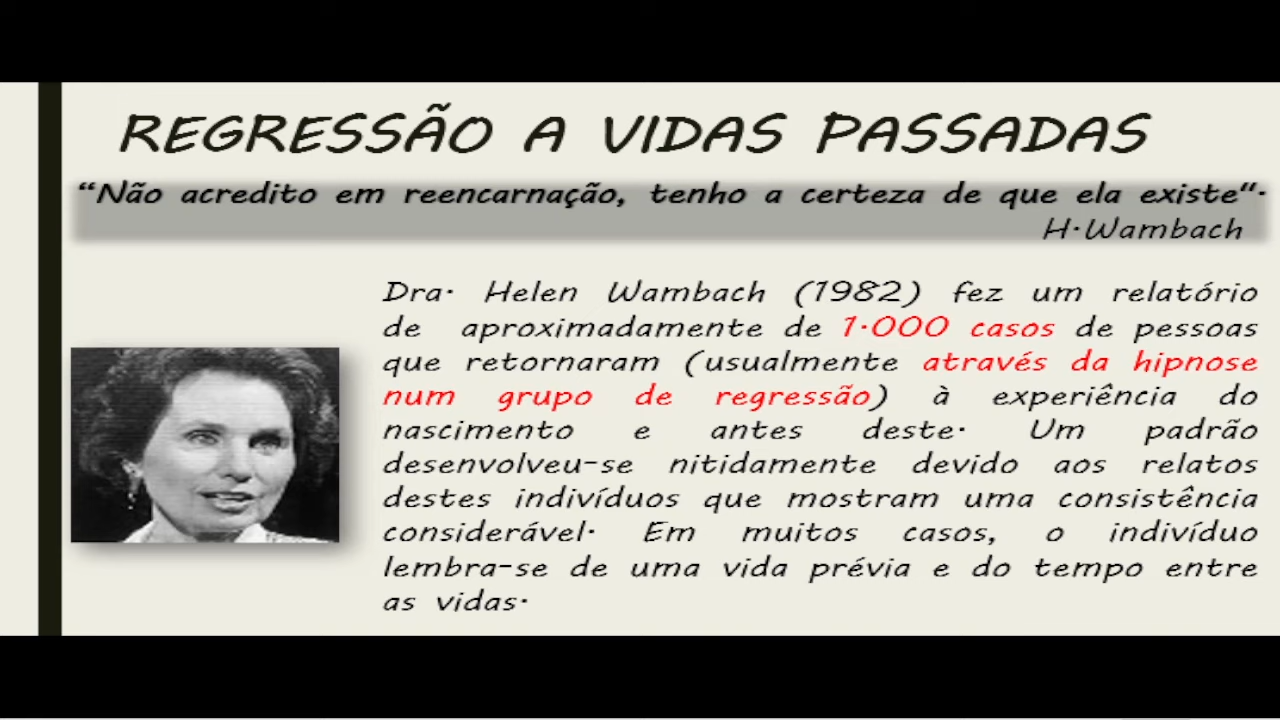 REGRESSÃO A VIDAS PASSADAS
“Não acredito em reencarnação, tenho a certeza de que ela existe“.
H.Wambach
Dra. Helen Wambach (1982) fez um relatório
de aproximadamente de 1.000 casos de pessoas
que retornaram (usualmente através da hipnose
num grupo de regressão) à experiência do
nascimento e antes deste. Um padrão
desenvolveu-se nitidamente devido aos relatos
destes indivíduos que mostram uma consistência
considerável. Em muitos casos, o indivíduo
lembra-se de uma vida prévia e do tempo entre
as vidas.